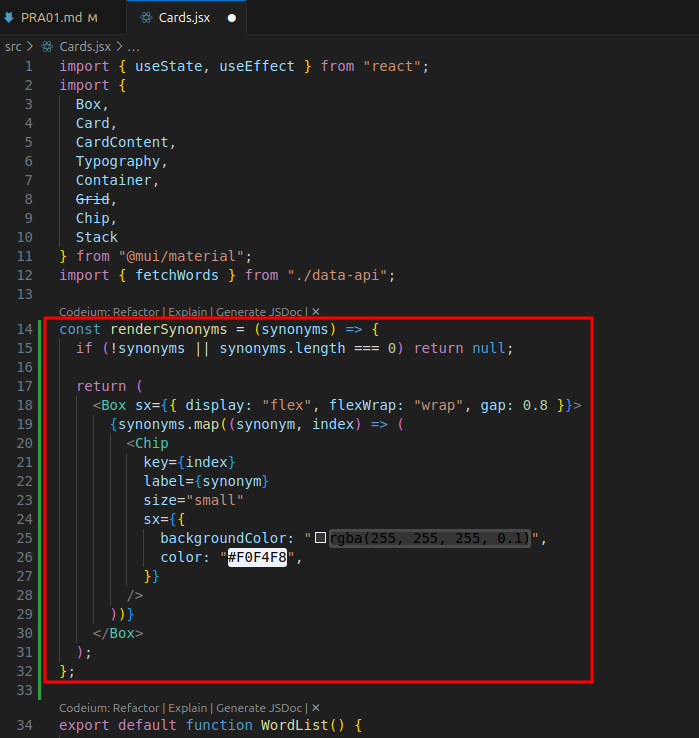 PRA01.md M Cards.jsx ●
src > Cards.jsx > ...
1 import { useState, useEffect } from "react";
2 import {
3 Box,
4 Card,
5 CardContent,
6 Typography,
7 Container,
8 Grid,
9 Chip,
10 Stack
11 } from "@mui/material";
12 import { fetchWords } from "./data-api";
13
Codeium: Refactor | Explain | Generate JSDoc | ✕
14 const renderSynonyms = (synonyms) => {
15 if (!synonyms || synonyms.length === 0) return null;
16
17 return (
18 <Box sx={{ display: "flex", flexWrap: "wrap", gap: 0.8 }}>
19 {synonyms.map((synonym, index) => (
20 <Chip
21 key={index}
22 label={synonym}
23 size="small"
24 sx={{
25 backgroundColor: "rgba(255, 255, 255, 0.1)",
26 color: "#F0F4F8",
27 }}
28 />
29 ))}
30 </Box>
31 );
32 };
33
Codeium: Refactor | Explain | Generate JSDoc | ✕
34 export default function WordList() {